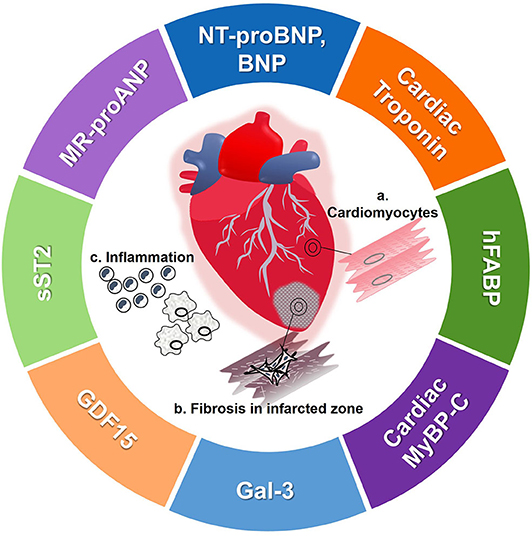 NT-proBNP,
BNP
Cardiac
Troponin
hFABP
Cardiac
MyBP-C
Gal-3
GDF15
sST2
MR-proANP
a.
Cardiomyocytes
b. Fibrosis in infarcted zone
c. Inflammation